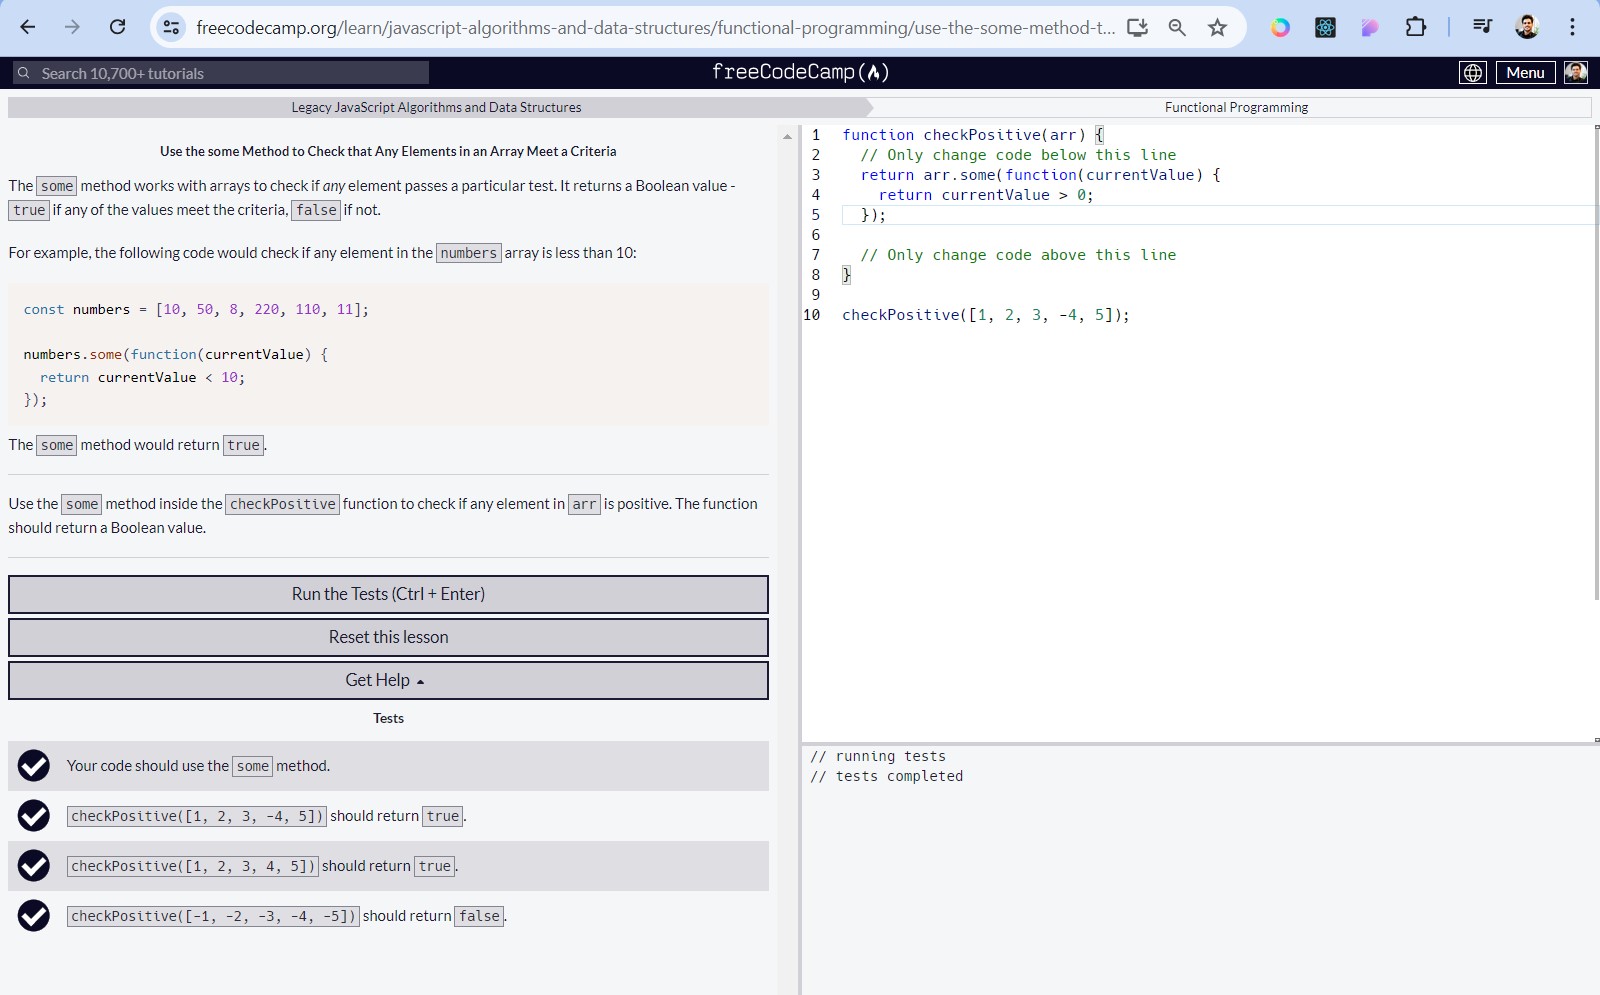 freecodecamp.org/learn/javascript-algorithms-and-data-structures/functional-programming/use-the-some-method-t...
Search 10,700+ tutorials
freeCodeCamp
Menu
Legacy JavaScript Algorithms and Data Structures
Functional Programming
Use the some Method to Check that Any Elements in an Array Meet a Criteria
The some method works with arrays to check if any element passes a particular test. It returns a Boolean value -
true if any of the values meet the criteria, false if not.
For example, the following code would check if any element in the numbers array is less than 10:
const numbers = [10, 50, 8, 220, 110, 11];
numbers.some(function(currentValue) {
return currentValue < 10;
});
The some method would return true.
Use the some method inside the checkPositive function to check if any element in arr is positive. The function
should return a Boolean value.
Run the Tests (Ctrl + Enter)
Reset this lesson
Get Help
Tests
Your code should use the some method.
checkPositive([1, 2, 3, -4, 5]) should return true.
checkPositive([1, 2, 3, 4, 5]) should return true.
checkPositive([-1, -2, -3, -4, -5]) should return false.
1 function checkPositive(arr) {
2 // Only change code below this line
3 return arr.some(function(currentValue) {
4 return currentValue > 0;
5 });
6
7 // Only change code above this line
8 }
9
10 checkPositive([1, 2, 3, -4, 5]);
// running tests
// tests completed